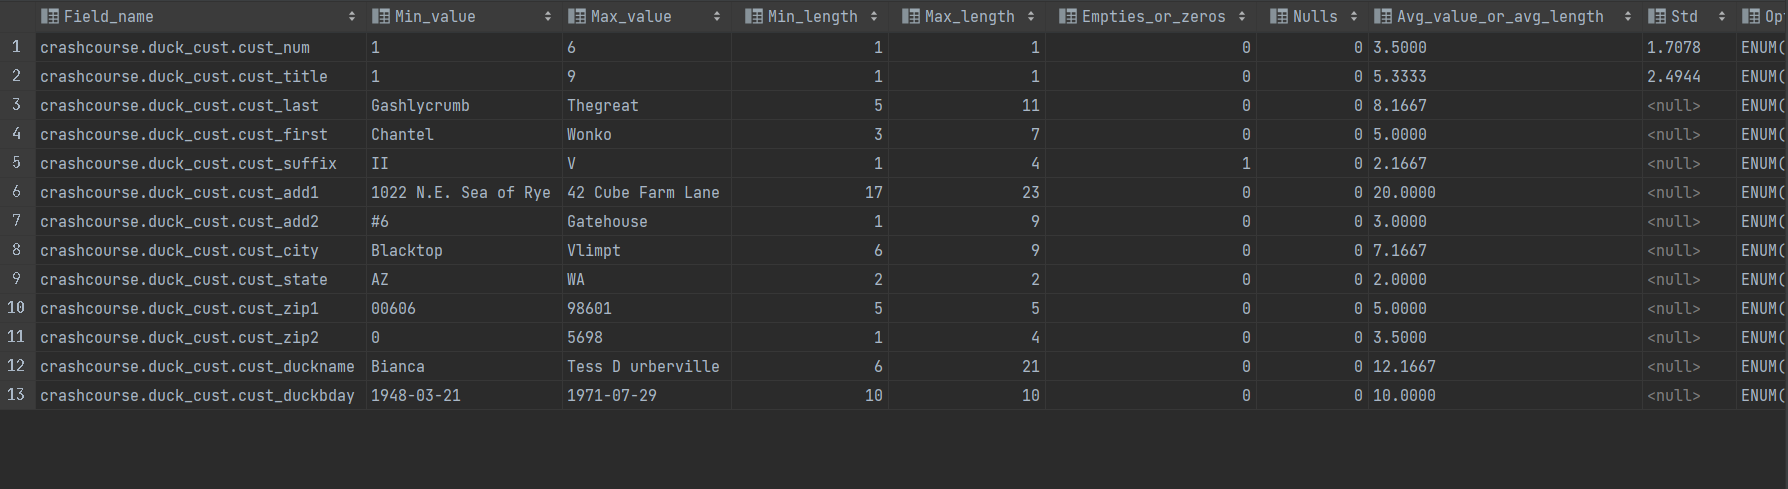 Field_name Min_value Max_value Min_length Max_length Empties_or_zeros Nulls Avg_value_or_avg_length Std Op
1 crashcourse.duck_cust.cust_num 1 6 1 1 0 0 3.5000 1.7078 ENUM(
2 crashcourse.duck_cust.cust_title 1 9 1 1 0 0 5.3333 2.4944 ENUM(
3 crashcourse.duck_cust.cust_last Gashlycrumb Thegreat 5 11 0 0 8.1667 <null> ENUM(
4 crashcourse.duck_cust.cust_first Chantel Wonko 3 7 0 0 5.0000 <null> ENUM(
5 crashcourse.duck_cust.cust_suffix II V 1 4 1 0 2.1667 <null> ENUM(
6 crashcourse.duck_cust.cust_add1 1022 N.E. Sea of Rye 42 Cube Farm Lane 17 23 0 0 20.0000 <null> ENUM(
7 crashcourse.duck_cust.cust_add2 #6 Gatehouse 1 9 0 0 3.0000 <null> ENUM(
8 crashcourse.duck_cust.cust_city Blacktop Vlimpt 6 9 0 0 7.1667 <null> ENUM(
9 crashcourse.duck_cust.cust_state AZ WA 2 2 0 0 2.0000 <null> ENUM(
10 crashcourse.duck_cust.cust_zip1 00606 98601 5 5 0 0 5.0000 <null> ENUM(
11 crashcourse.duck_cust.cust_zip2 0 5698 1 4 0 0 3.5000 <null> ENUM(
12 crashcourse.duck_cust.cust_duckname Bianca Tess D urberville 6 21 0 0 12.1667 <null> ENUM(
13 crashcourse.duck_cust.cust_duckbday 1948-03-21 1971-07-29 10 10 0 0 10.0000 <null> ENUM(